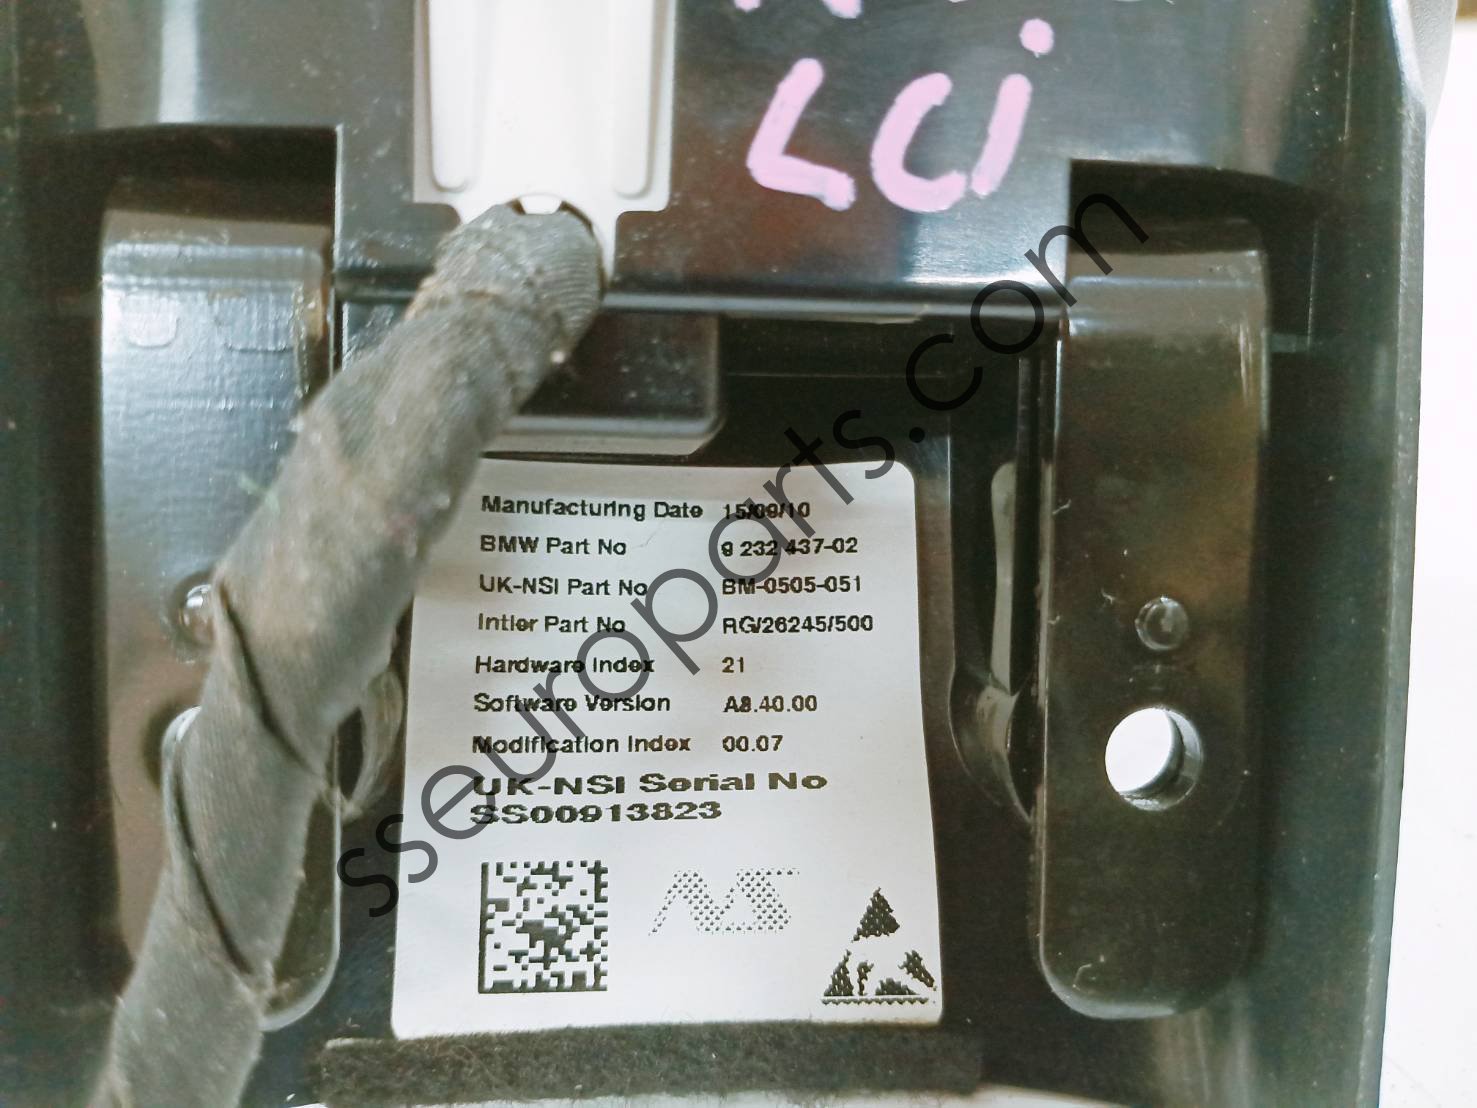 LCi
Manufacturing Date 15/09/10
BMW Part No 9 232 437-02
UK-NSI Part No BM-0505-051
Intier Part No RG/26245/500
Hardware Index 21
Software Version A8.40.00
Modification Index 00.07
UK-NSI Serial No
SS00913823
NSI
sseuroparts.com